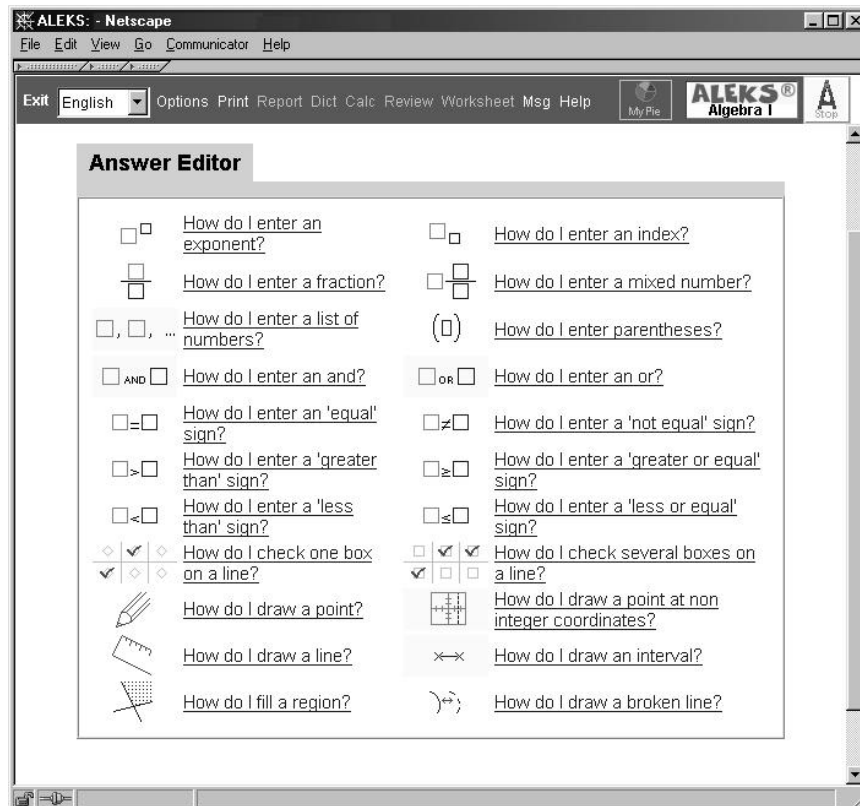 ALEKS: - Netscape
File Edit View Go Communicator Help
Exit English Options Print Report Dict Calc Review Worksheet Msg Help MyPie ALEKS® Algebra I A Stop
Answer Editor
How do I enter an
exponent?
How do I enter an index?
How do I enter a fraction?
How do I enter a mixed number?
, , ... How do I enter a list of
numbers?
( ) How do I enter parentheses?
AND How do I enter an and?
OR How do I enter an or?
= How do I enter an 'equal'
sign?
≠ How do I enter a 'not equal' sign?
> How do I enter a 'greater
than' sign?
≥ How do I enter a 'greater or equal'
sign?
< How do I enter a 'less
than' sign?
≤ How do I enter a 'less or equal'
sign?
How do I check one box
on a line?
How do I check several boxes on
a line?
How do I draw a point?
How do I draw a point at non
integer coordinates?
How do I draw a line?
How do I draw an interval?
How do I fill a region?
How do I draw a broken line?